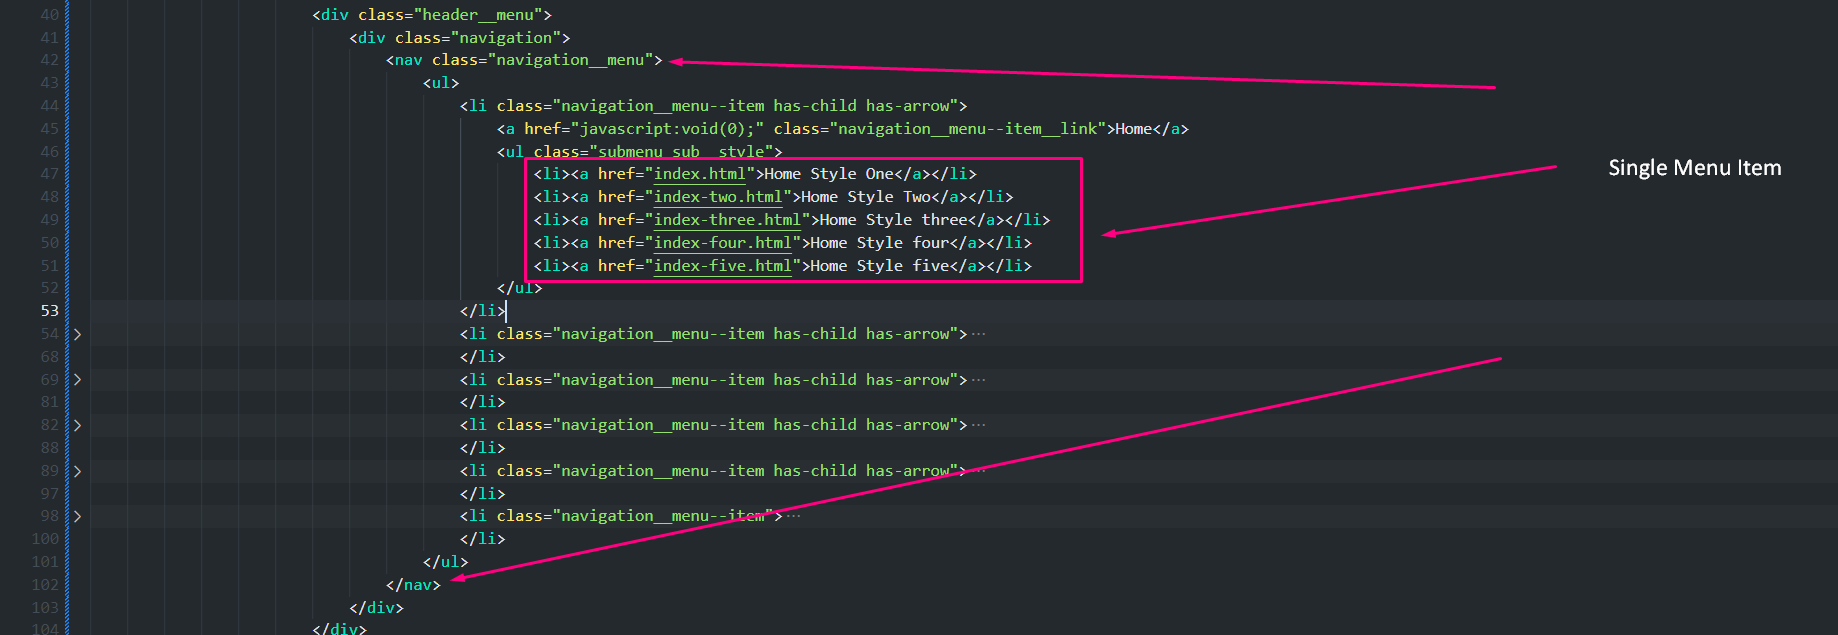 40 <div class="header__menu">
41 <div class="navigation">
42 <nav class="navigation__menu">
43 <ul>
44 <li class="navigation__menu--item has-child has-arrow">
45 <a href="javascript:void(0);" class="navigation__menu--item__link">Home</a>
46 <ul class="submenu sub__style">
47 <li><a href="index.html">Home Style One</a></li>
Single Menu Item
48 <li><a href="index-two.html">Home Style Two</a></li>
49 <li><a href="index-three.html">Home Style three</a></li>
50 <li><a href="index-four.html">Home Style four</a></li>
51 <li><a href="index-five.html">Home Style five</a></li>
52 </ul>
53 </li>
54 <li class="navigation__menu--item has-child has-arrow">···
68 </li>
69 <li class="navigation__menu--item has-child has-arrow">···
81 </li>
82 <li class="navigation__menu--item has-child has-arrow">···
88 </li>
89 <li class="navigation__menu--item has-child has-arrow">···
97 </li>
98 <li class="navigation__menu--item">···
100 </li>
101 </ul>
102 </nav>
103 </div>
104 </div>